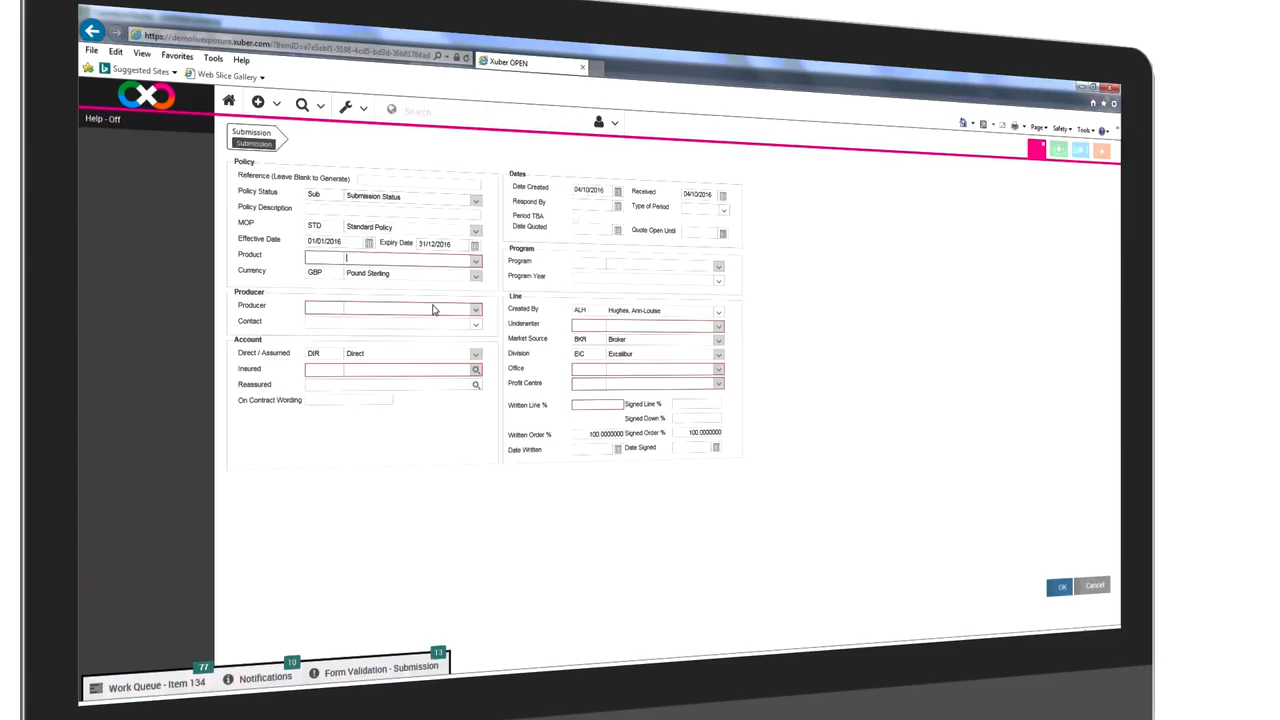 https://demolivexposure.xuber.com/
Xuber OPEN
File Edit View Favorites Tools Help
Suggested Sites Web Slice Gallery
Page Safety Tools
Search
Help - Off
Submission
Submission
Policy
Reference (Leave Blank to Generate)
Policy Status Sub Submission Status
Policy Description
MOP STD Standard Policy
Effective Date 01/01/2016 Expiry Date 31/12/2016
Product
Currency GBP Pound Sterling
Producer
Producer
Contact
Account
Direct / Assumed DIR Direct
Insured
Reassured
On Contract Wording
Dates
Date Created 04/10/2016 Received 04/10/2016
Respond By Type of Period
Period TBA
Date Quoted Quote Open Until
Program
Program
Program Year
Line
Created By ALH Hughes, Ann-Louise
Underwriter
Market Source BKR Broker
Division EIC Excalibur
Office
Profit Centre
Written Line % Signed Line %
Signed Down %
Written Order % 100.0000000 Signed Order % 100.0000000
Date Written Date Signed
OK Cancel
77 10 13
Work Queue - Item 134 Notifications Form Validation - Submission